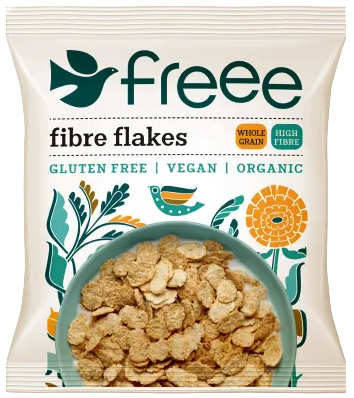 freee
fibre flakes
WHOLE GRAIN
HIGH FIBRE
GLUTEN FREE | VEGAN | ORGANIC